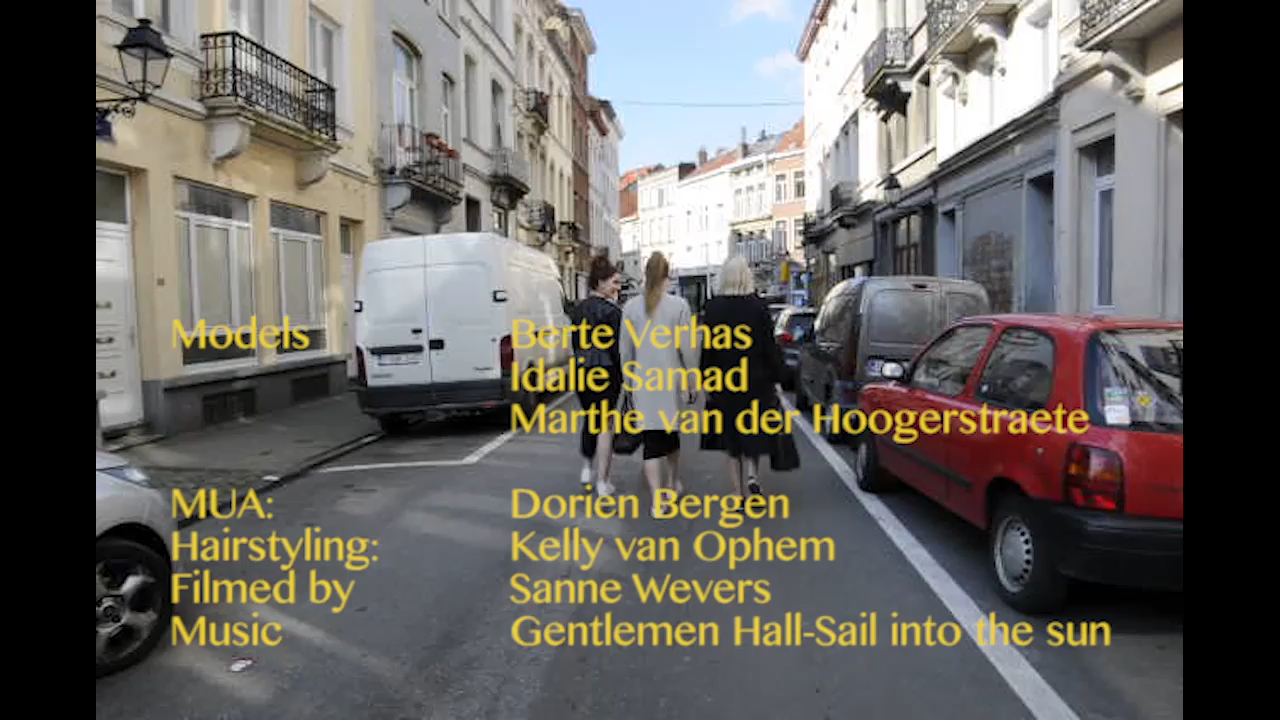 Models Berte Verhas
Idalie Samad
Marthe van der Hoogerstraete
MUA: Dorien Bergen
Hairstyling: Kelly van Ophem
Filmed by Sanne Wevers
Music Gentlemen Hall-Sail into the sun